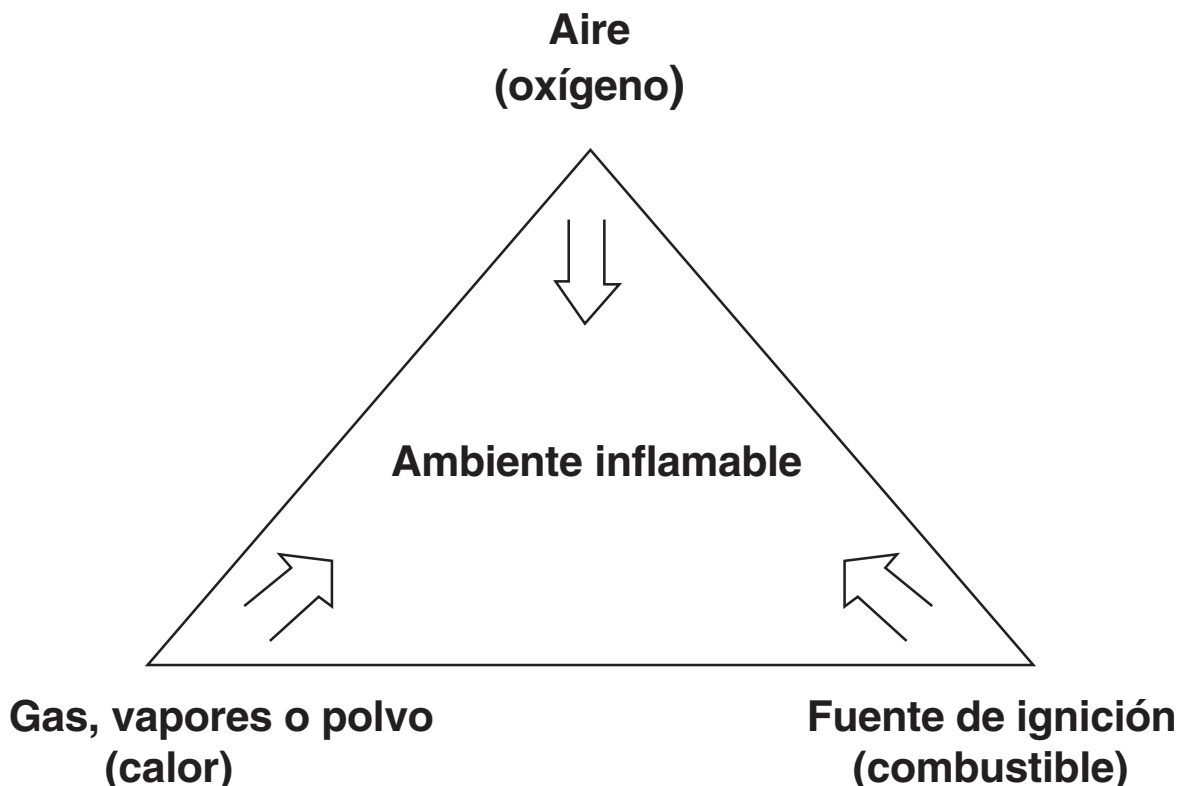 Aire
(oxígeno)
Ambiente inflamable
Gas, vapores o polvo
(calor)
Fuente de ignición
(combustible)